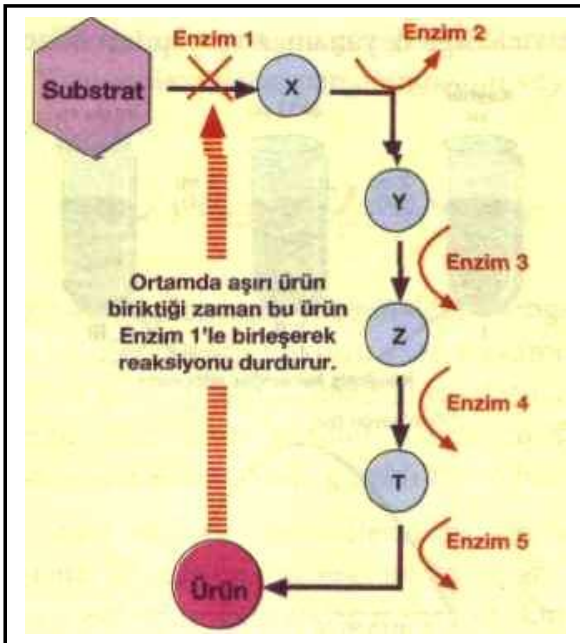 Enzim 1
Enzim 2
Substrat
X
Y
Enzim 3
Ortamda aşırı ürün
biriktiği zaman bu ürün
Enzim 1'le birleşerek
reaksiyonu durdurur.
Z
Enzim 4
T
Enzim 5
Ürün